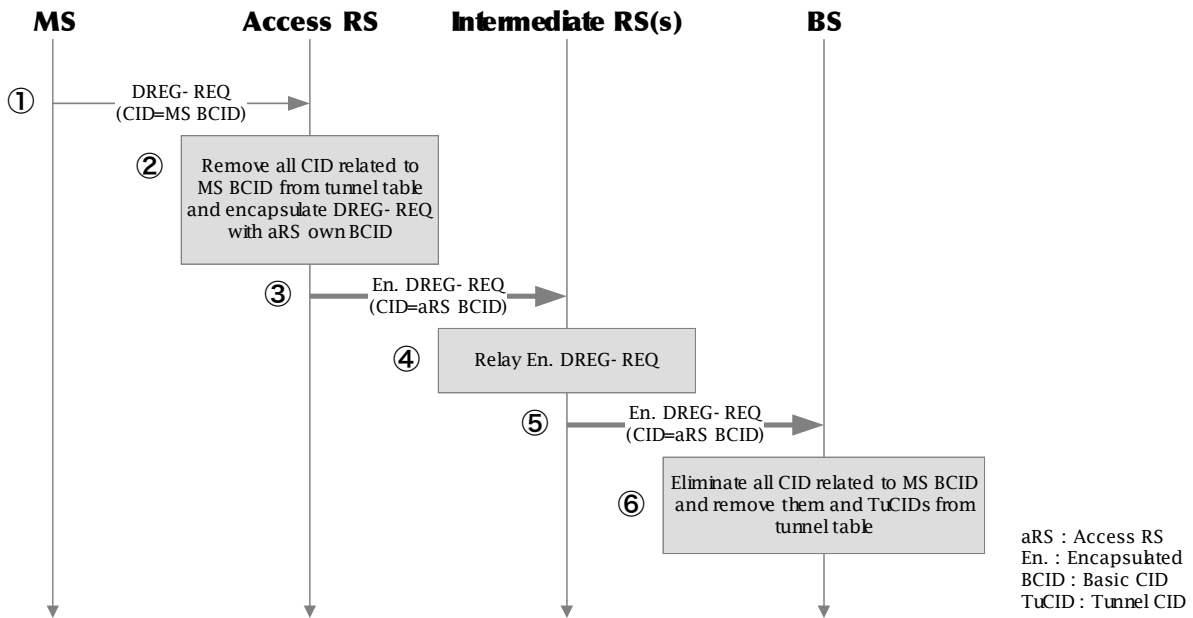 MS
Access RS
Intermediate RS(s)
BS
①
DREG- REQ
(CID=MS BCID)
②
Remove all CID related to
MS BCID from tunnel table
and encapsulate DREG- REQ
with aRS own BCID
③
En. DREG- REQ
(CID=aRS BCID)
④
Relay En. DREG- REQ
⑤
En. DREG- REQ
(CID=aRS BCID)
⑥
Eliminate all CID related to MS BCID
and remove them and TuCIDs from
tunnel table
aRS : Access RS
En. : Encapsulated
BCID : Basic CID
TuCID : Tunnel CID